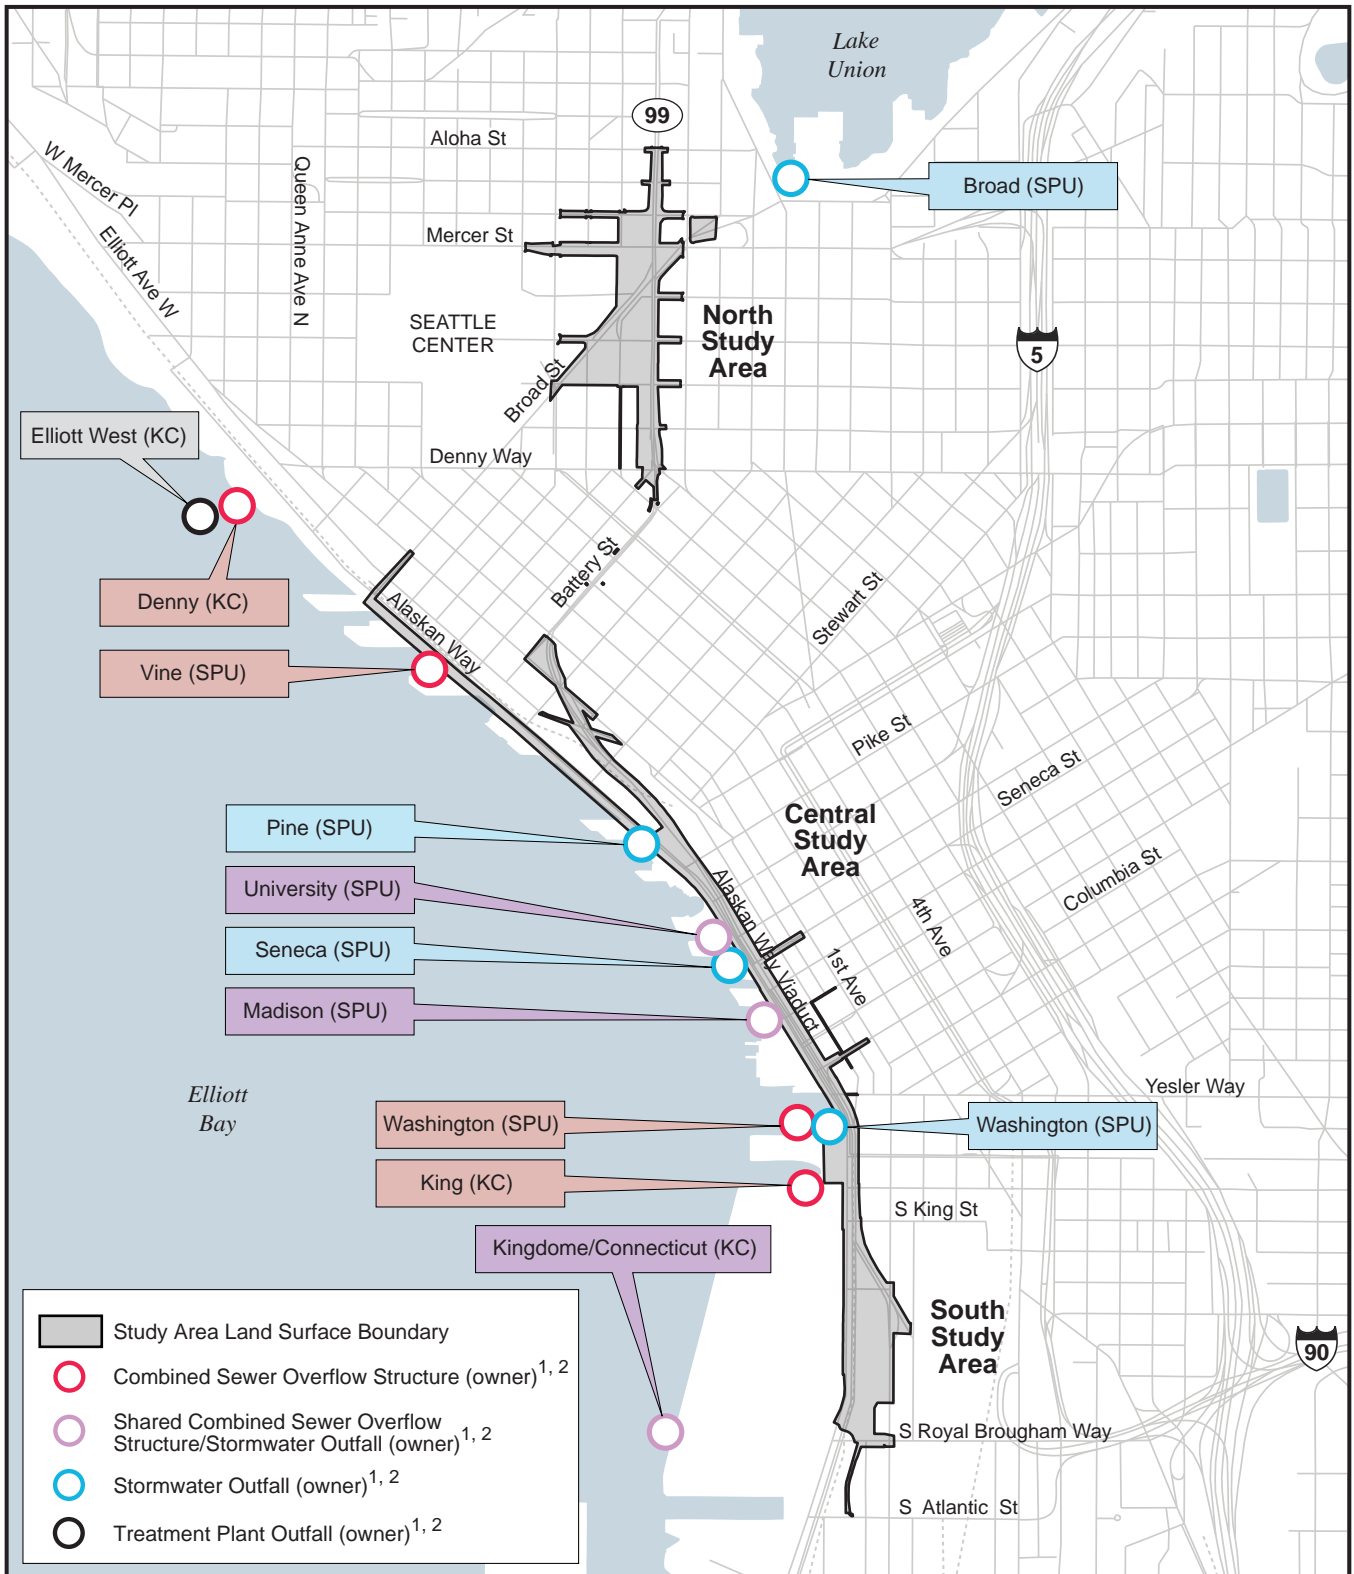 Lake
Union
99
Aloha St
W Mercer Pl
Queen Anne Ave N
Broad (SPU)
Elliott Ave W
Mercer St
SEATTLE
CENTER
North
Study
Area
5
Broad St
Elliott West (KC)
Denny Way
Battery St
Denny (KC)
Alaskan Way
Stewart St
Vine (SPU)
Pike St
Seneca St
Pine (SPU)
Central
Study
Area
University (SPU)
Columbia St
Alaskan Way Viaduct
4th Ave
Seneca (SPU)
1st Ave
Madison (SPU)
Elliott
Bay
Yesler Way
Washington (SPU)
Washington (SPU)
King (KC)
S King St
Kingdome/Connecticut (KC)
South
Study
Area
90
S Royal Brougham Way
S Atlantic St
Study Area Land Surface Boundary
Combined Sewer Overflow Structure (owner)1, 2
Shared Combined Sewer Overflow
Structure/Stormwater Outfall (owner)1, 2
Stormwater Outfall (owner)1, 2
Treatment Plant Outfall (owner)1, 2